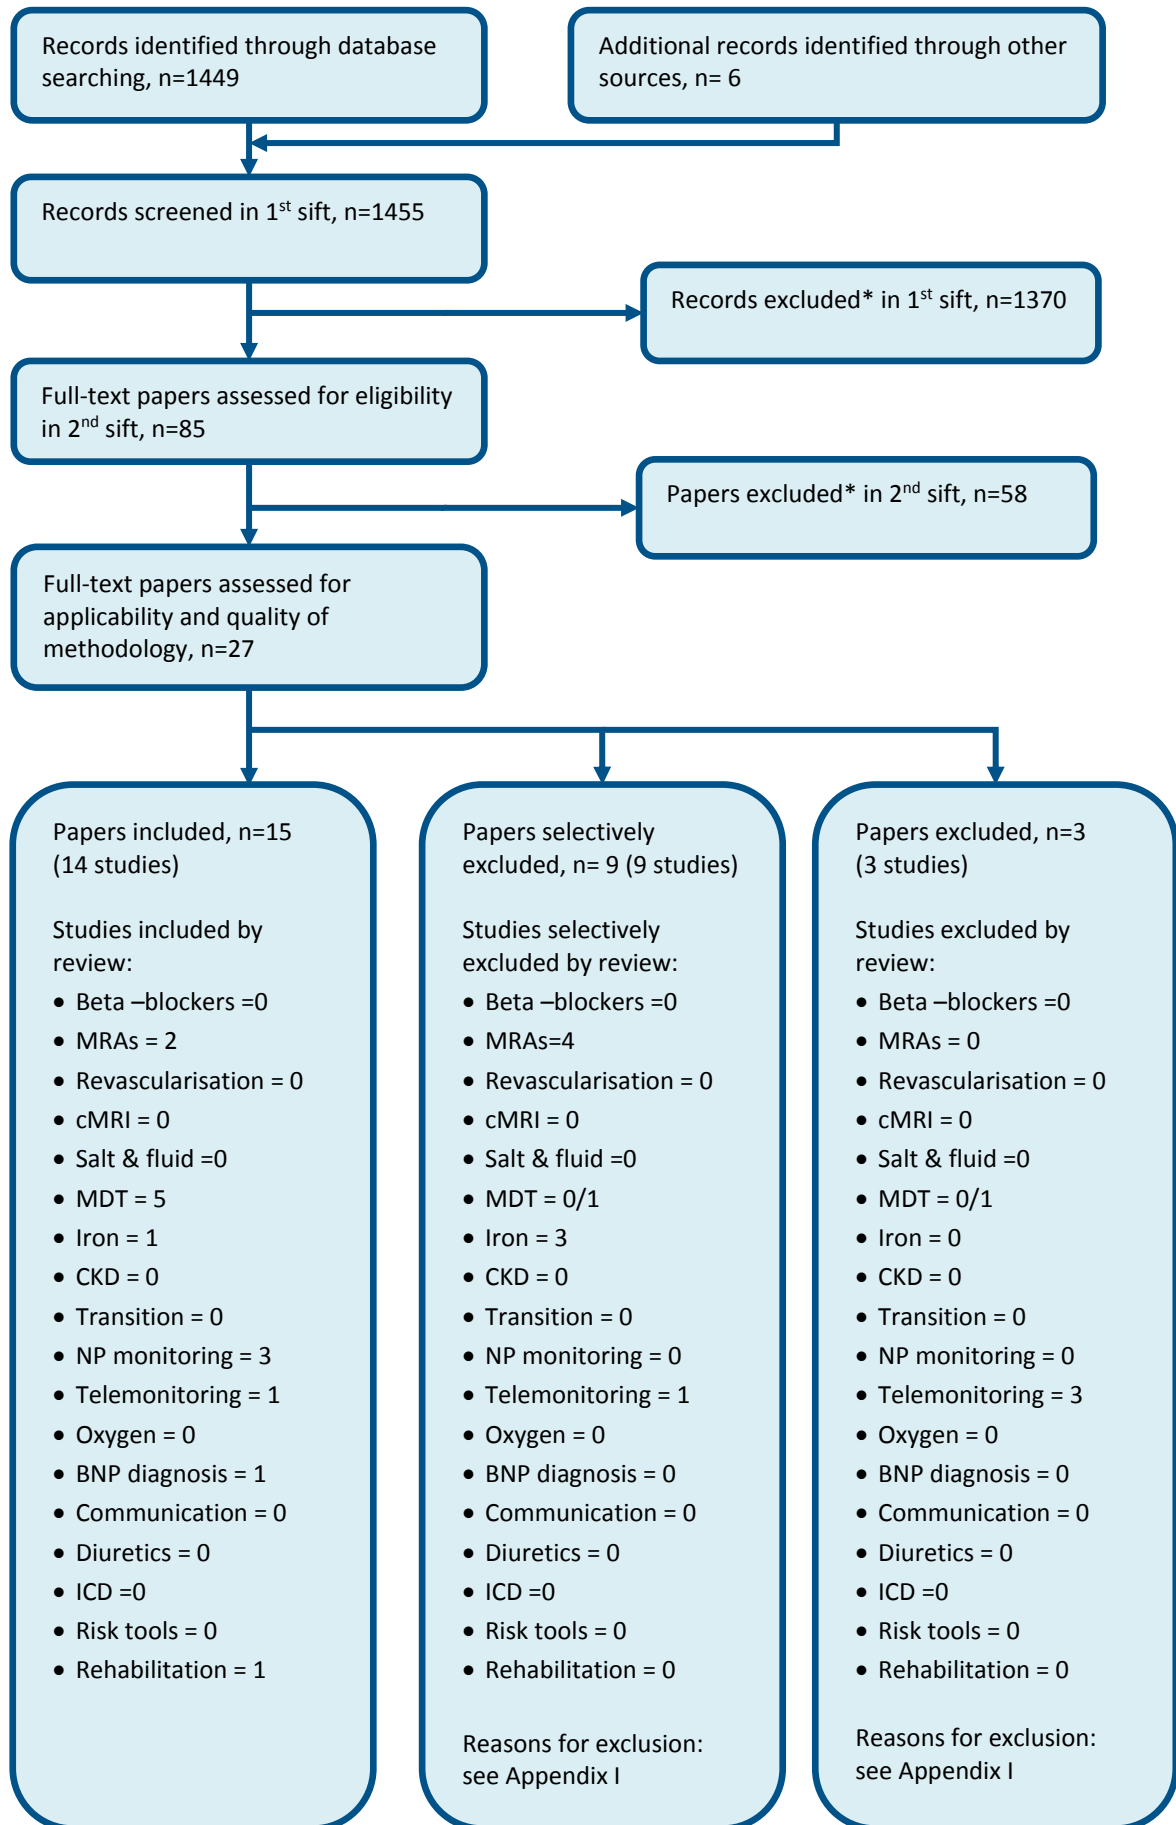 Records identified through database
searching, n=1449
Additional records identified through other
sources, n= 6
Records screened in 1st sift, n=1455
Records excluded* in 1st sift, n=1370
Full-text papers assessed for eligibility
in 2nd sift, n=85
Papers excluded* in 2nd sift, n=58
Full-text papers assessed for
applicability and quality of
methodology, n=27
Papers included, n=15
(14 studies)
Studies included by
review:
• Beta –blockers =0
• MRAs = 2
• Revascularisation = 0
• cMRI = 0
• Salt & fluid =0
• MDT = 5
• Iron = 1
• CKD = 0
• Transition = 0
• NP monitoring = 3
• Telemonitoring = 1
• Oxygen = 0
• BNP diagnosis = 1
• Communication = 0
• Diuretics = 0
• ICD =0
• Risk tools = 0
• Rehabilitation = 1
Papers selectively
excluded, n= 9 (9 studies)
Studies selectively
excluded by review:
• Beta –blockers =0
• MRAs=4
• Revascularisation = 0
• cMRI = 0
• Salt & fluid =0
• MDT = 0/1
• Iron = 3
• CKD = 0
• Transition = 0
• NP monitoring = 0
• Telemonitoring = 1
• Oxygen = 0
• BNP diagnosis = 0
• Communication = 0
• Diuretics = 0
• ICD =0
• Risk tools = 0
• Rehabilitation = 0
Reasons for exclusion:
see Appendix I
Papers excluded, n=3
(3 studies)
Studies excluded by
review:
• Beta –blockers =0
• MRAs = 0
• Revascularisation = 0
• cMRI = 0
• Salt & fluid =0
• MDT = 0/1
• Iron = 0
• CKD = 0
• Transition = 0
• NP monitoring = 0
• Telemonitoring = 3
• Oxygen = 0
• BNP diagnosis = 0
• Communication = 0
• Diuretics = 0
• ICD =0
• Risk tools = 0
• Rehabilitation = 0
Reasons for exclusion:
see Appendix I